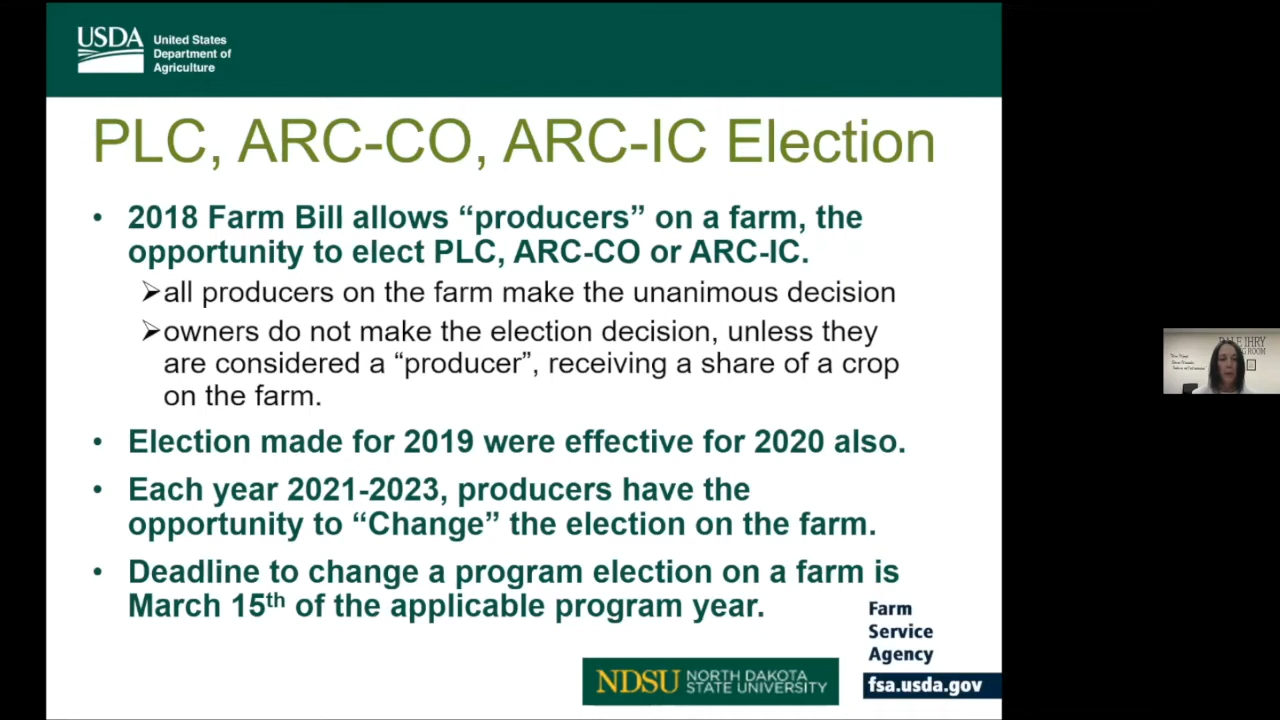 USDA
United States
Department of
Agriculture
PLC, ARC-CO, ARC-IC Election
• 2018 Farm Bill allows “producers” on a farm, the
opportunity to elect PLC, ARC-CO or ARC-IC.
➢all producers on the farm make the unanimous decision
➢owners do not make the election decision, unless they
are considered a “producer”, receiving a share of a crop
on the farm.
• Election made for 2019 were effective for 2020 also.
• Each year 2021-2023, producers have the
opportunity to “Change” the election on the farm.
• Deadline to change a program election on a farm is
March 15th of the applicable program year.
Farm
Service
Agency
fsa.usda.gov
NDSU NORTH DAKOTA
STATE UNIVERSITY
IHRY
ROOM